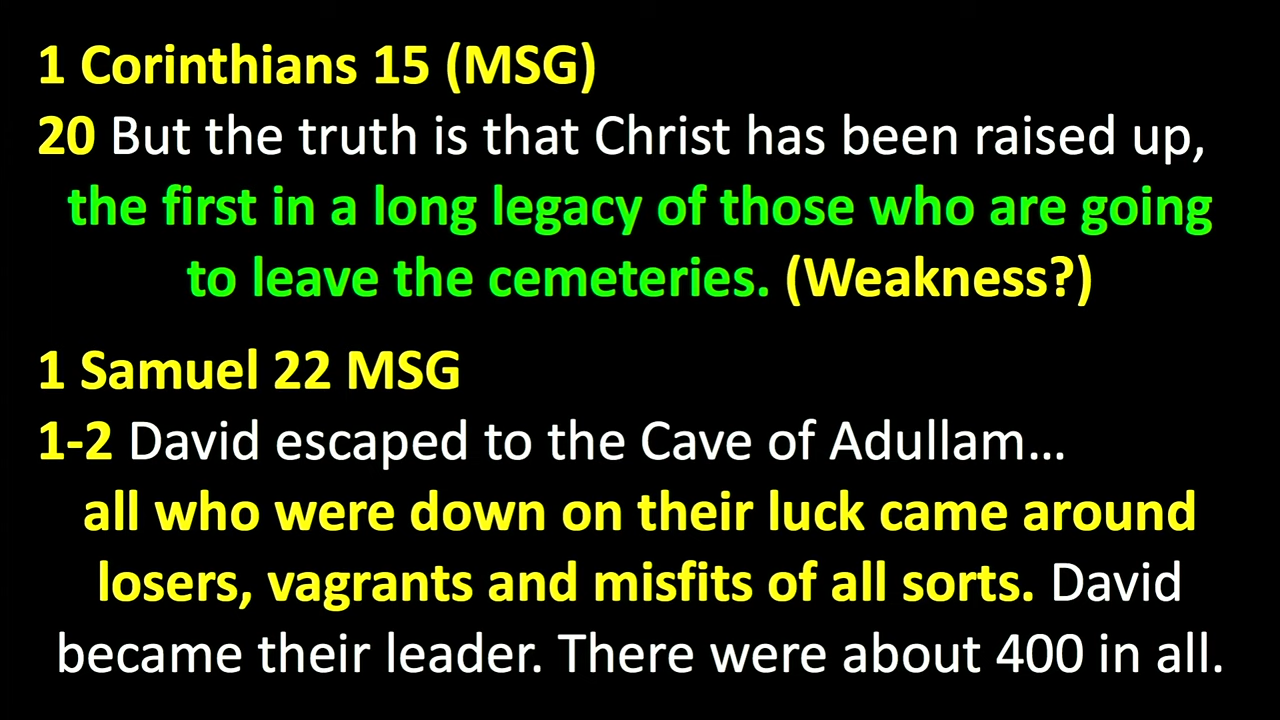 1 Corinthians 15 (MSG)
20 But the truth is that Christ has been raised up,
the first in a long legacy of those who are going
to leave the cemeteries. (Weakness?)
1 Samuel 22 MSG
1-2 David escaped to the Cave of Adullam…
all who were down on their luck came around
losers, vagrants and misfits of all sorts. David
became their leader. There were about 400 in all.